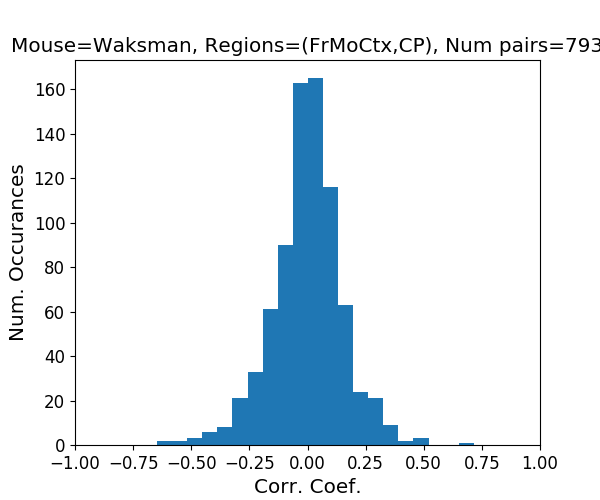 Mouse=Waksman, Regions=(FrMoCtx,CP), Num pairs=793
160
140
120
100
80
60
40
20
0
Num. Occurances
−1.00 −0.75 −0.50 −0.25 0.00 0.25 0.50 0.75 1.00
Corr. Coef.